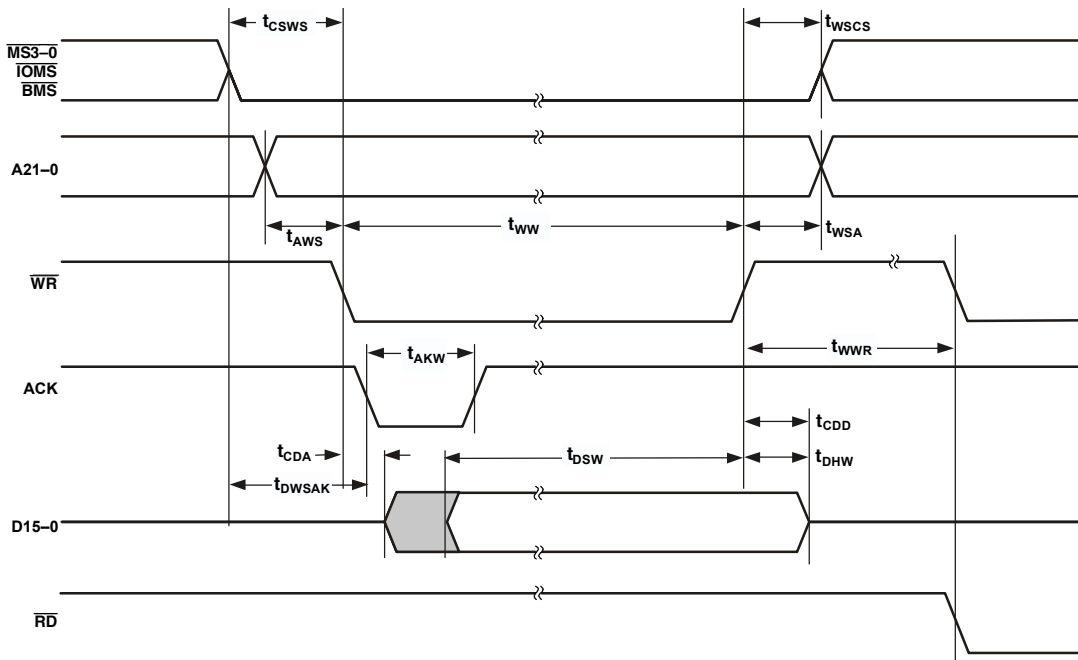 tCSWS
tWSCS
MS3–0
IOMS
BMS
A21–0
tAWS
tWW
tWSA
WR
tAKW
tWWR
ACK
tCDD
tCDA
tDSW
tDHW
tDWSAK
D15–0
RD